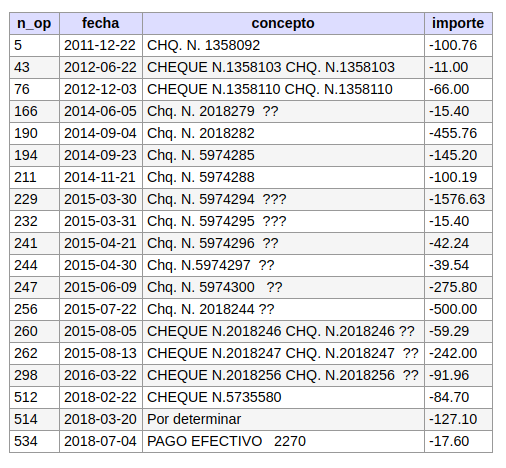 n_op fecha concepto importe
5 2011-12-22 CHQ. N. 1358092 -100.76
43 2012-06-22 CHEQUE N.1358103 CHQ. N.1358103 -11.00
76 2012-12-03 CHEQUE N.1358110 CHQ. N.1358110 -66.00
166 2014-06-05 Chq. N. 2018279 ?? -15.40
190 2014-09-04 Chq. N. 2018282 -455.76
194 2014-09-23 Chq. N. 5974285 -145.20
211 2014-11-21 Chq. N. 5974288 -100.19
229 2015-03-30 Chq. N. 5974294 ??? -1576.63
232 2015-03-31 Chq. N. 5974295 ??? -15.40
241 2015-04-21 Chq. N. 5974296 ?? -42.24
244 2015-04-30 Chq. N.5974297 ?? -39.54
247 2015-06-09 Chq. N. 5974300 ?? -275.80
256 2015-07-22 Chq. N. 2018244 ?? -500.00
260 2015-08-05 CHEQUE N.2018246 CHQ. N.2018246 ?? -59.29
262 2015-08-13 CHEQUE N.2018247 CHQ. N.2018247 ?? -242.00
298 2016-03-22 CHEQUE N.2018256 CHQ. N.2018256 ?? -91.96
512 2018-02-22 CHEQUE N.5735580 -84.70
514 2018-03-20 Por determinar -127.10
534 2018-07-04 PAGO EFECTIVO 2270 -17.60